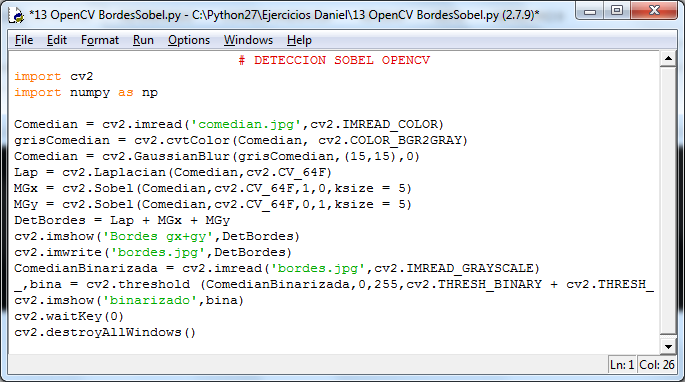 *13 OpenCV BordesSobel.py - C:\Python27\Ejercicios Daniel\13 OpenCV BordesSobel.py (2.7.9)*
File Edit Format Run Options Windows Help
# DETECCION SOBEL OPENCV
import cv2
import numpy as np
Comedian = cv2.imread('comedian.jpg',cv2.IMREAD_COLOR)
grisComedian = cv2.cvtColor(Comedian, cv2.COLOR_BGR2GRAY)
Comedian = cv2.GaussianBlur(grisComedian,(15,15),0)
Lap = cv2.Laplacian(Comedian,cv2.CV_64F)
MGx = cv2.Sobel(Comedian,cv2.CV_64F,1,0,ksize = 5)
MGy = cv2.Sobel(Comedian,cv2.CV_64F,0,1,ksize = 5)
DetBordes = Lap + MGx + MGy
cv2.imshow('Bordes gx+gy',DetBordes)
cv2.imwrite('bordes.jpg',DetBordes)
ComedianBinarizada = cv2.imread('bordes.jpg',cv2.IMREAD_GRAYSCALE)
_,bina = cv2.threshold (ComedianBinarizada,0,255,cv2.THRESH_BINARY + cv2.THRESH_
cv2.imshow('binarizado',bina)
cv2.waitKey(0)
cv2.destroyAllWindows()
Ln: 1 Col: 26